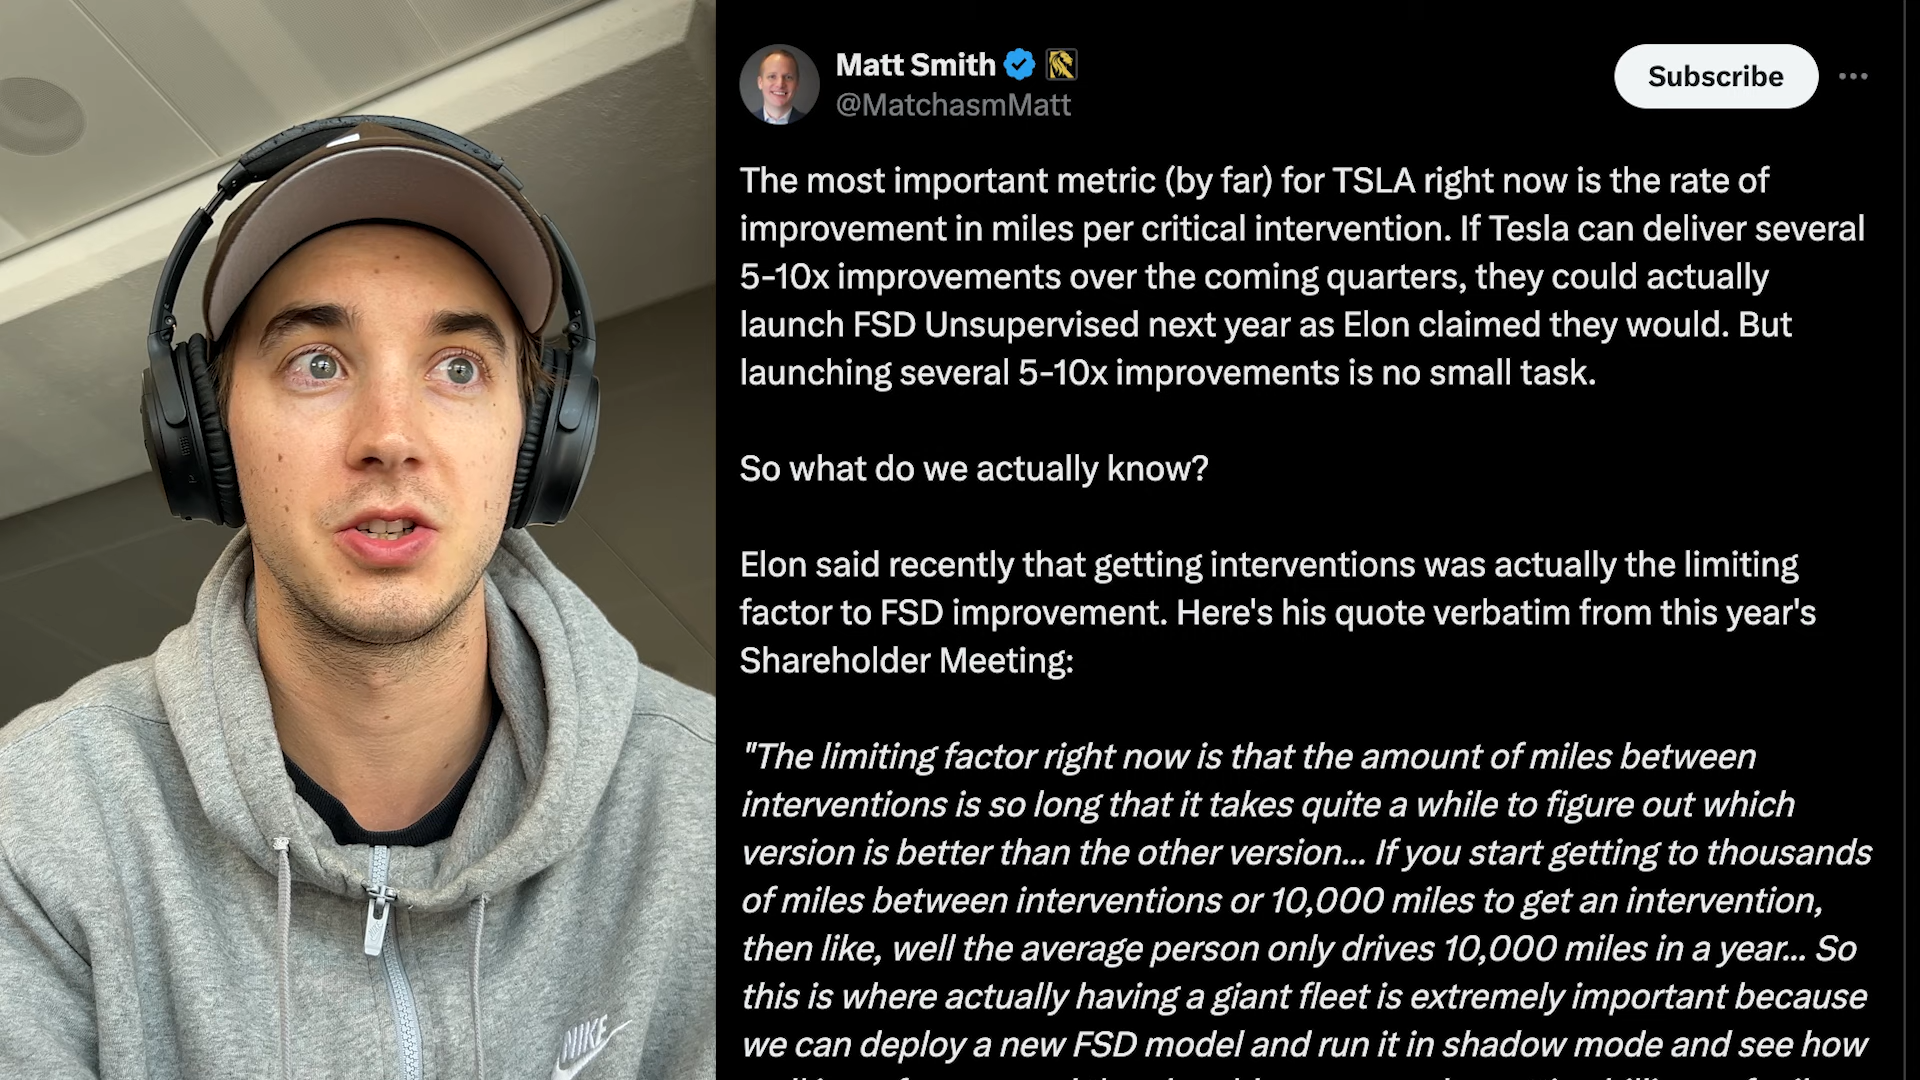 Matt Smith
@MatchasmMatt
Subscribe
The most important metric (by far) for TSLA right now is the rate of
improvement in miles per critical intervention. If Tesla can deliver several
5-10x improvements over the coming quarters, they could actually
launch FSD Unsupervised next year as Elon claimed they would. But
launching several 5-10x improvements is no small task.
So what do we actually know?
Elon said recently that getting interventions was actually the limiting
factor to FSD improvement. Here's his quote verbatim from this year's
Shareholder Meeting:
"The limiting factor right now is that the amount of miles between
interventions is so long that it takes quite a while to figure out which
version is better than the other version... If you start getting to thousands
of miles between interventions or 10,000 miles to get an intervention,
then like, well the average person only drives 10,000 miles in a year... So
this is where actually having a giant fleet is extremely important because
we can deploy a new FSD model and run it in shadow mode and see how
NIKE